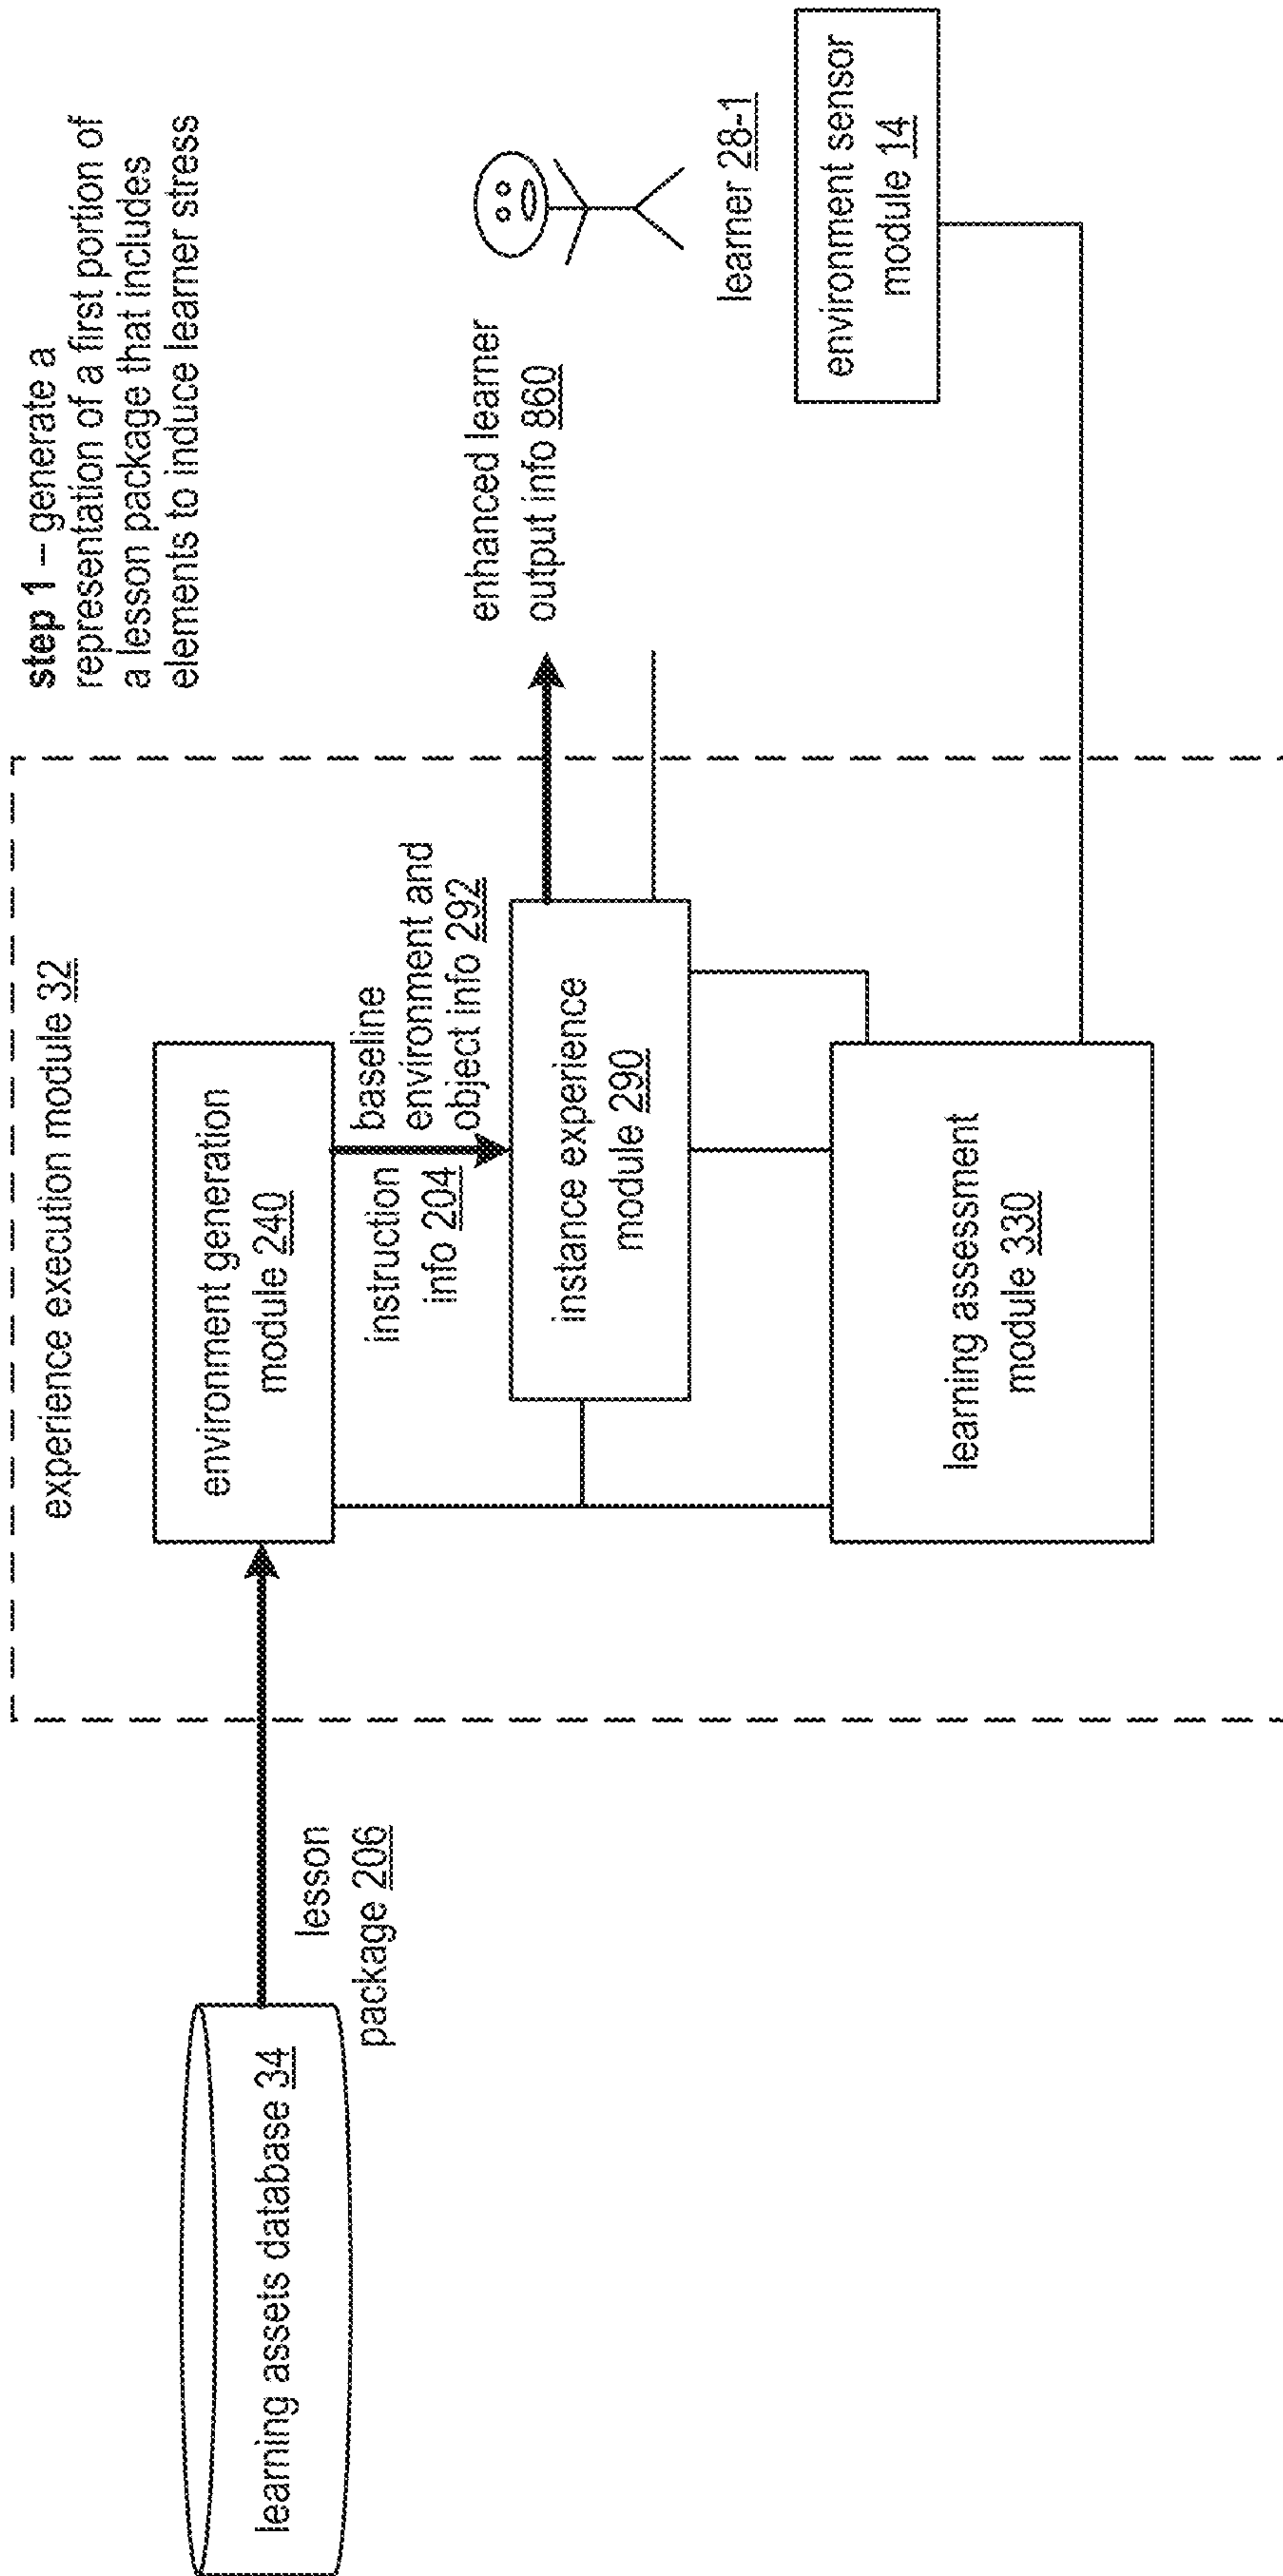 step 1 – generate a
representation of a first portion of
a lesson package that includes
elements to induce learner stress
experience execution module 32
learning assets database 34
lesson
package 206
environment generation
module 240
instruction
info 204
baseline
environment and
object info 292
instance experience
module 290
enhanced learner
output info 860
learner 28-1
learning assessment
module 330
environment sensor
module 14